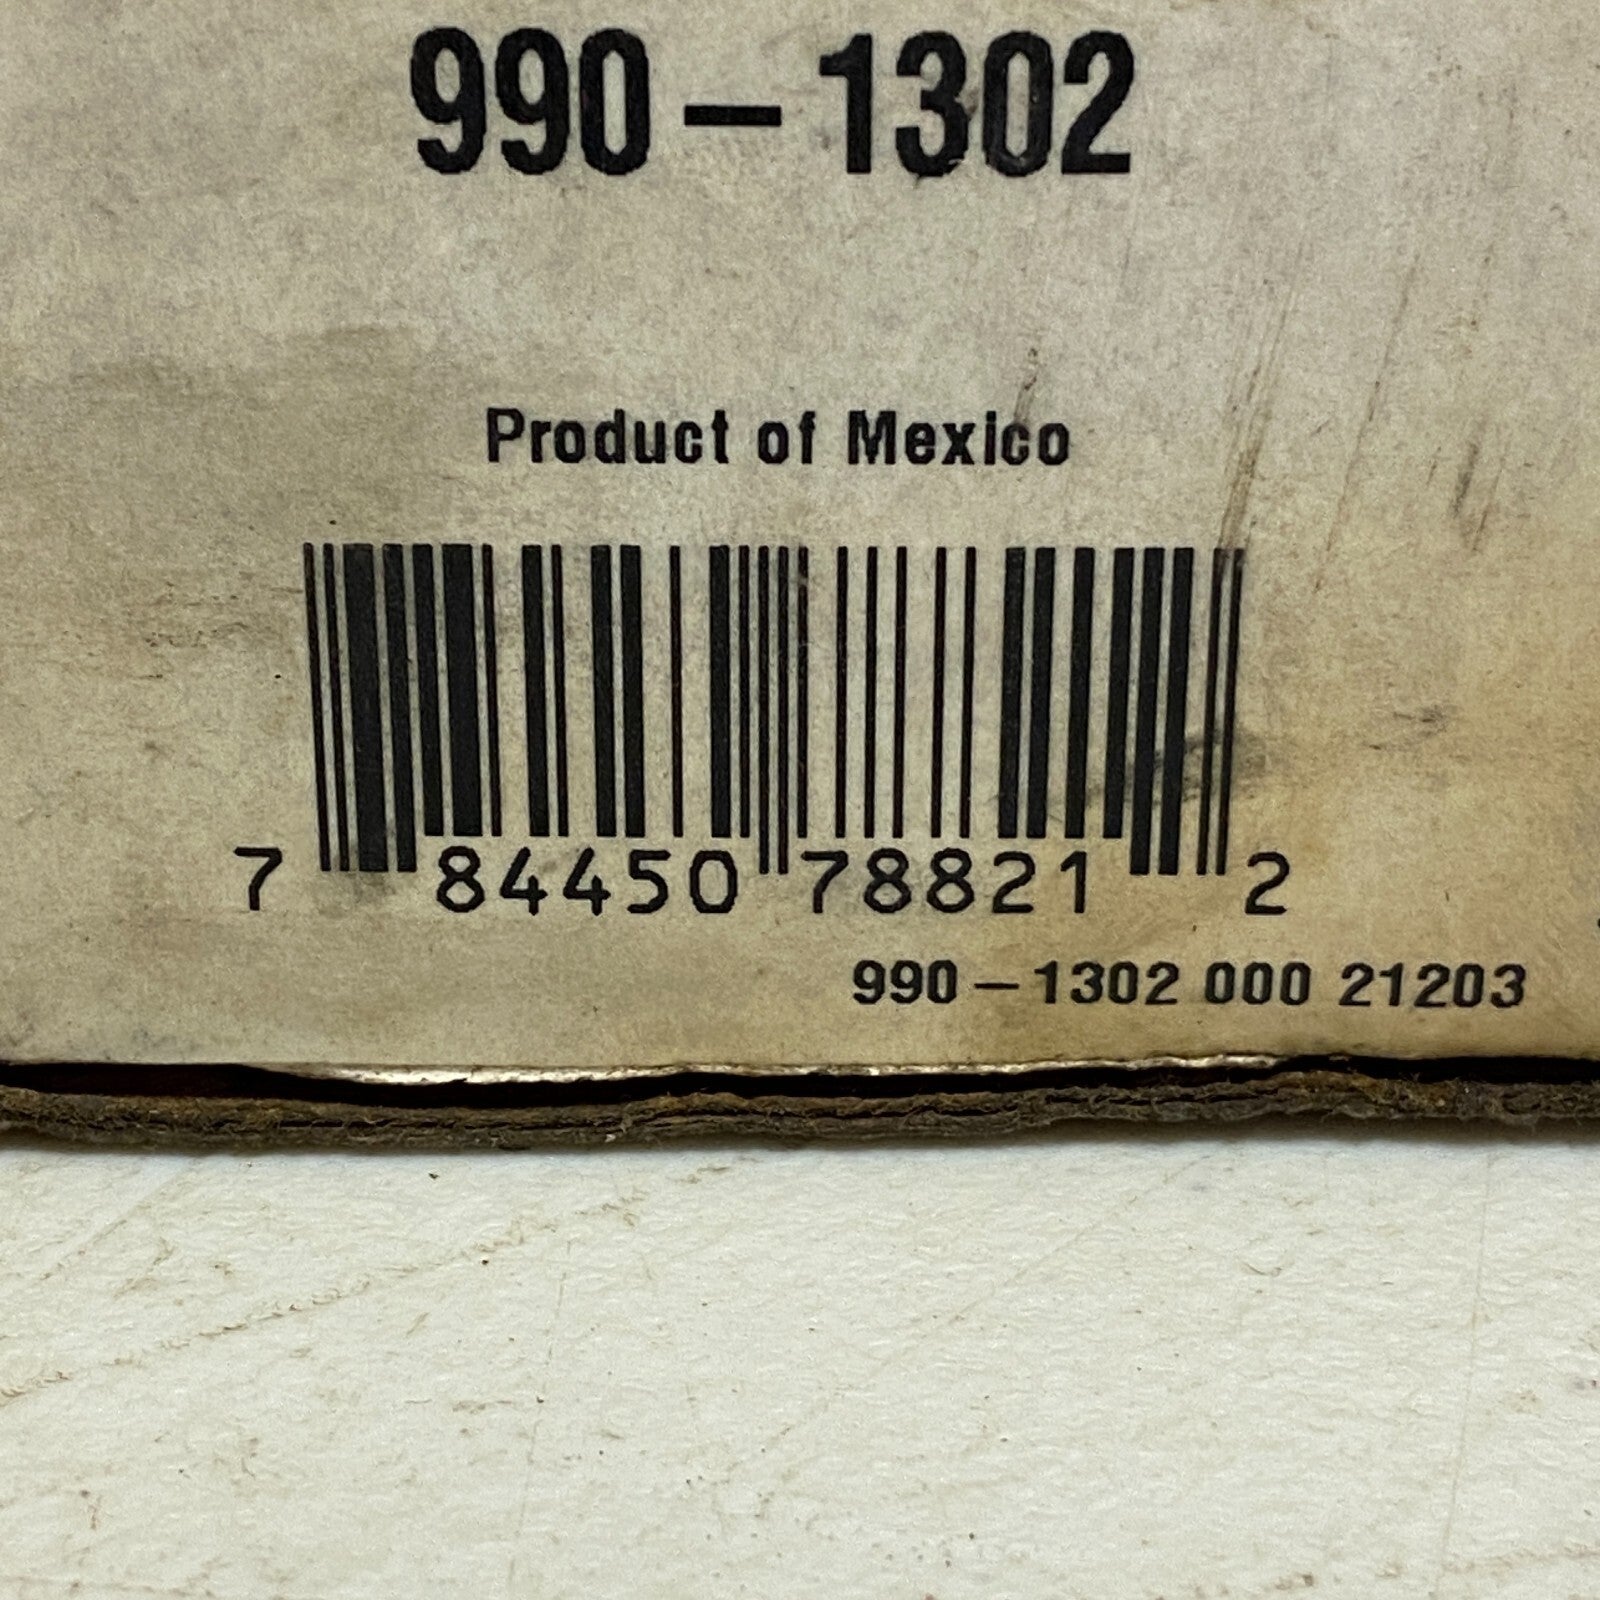 990-1302
Product of Mexico
7 84450 78821 2
990-1302 000 21203